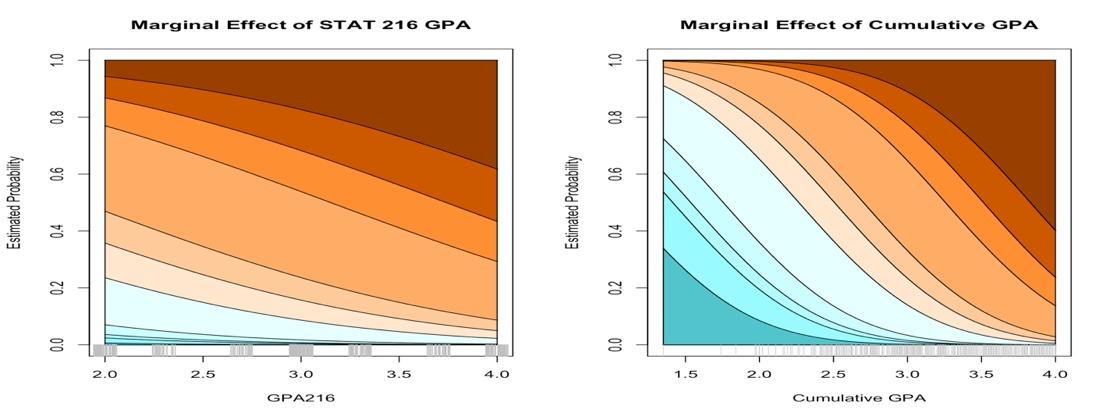 Marginal Effect of STAT 216 GPA
Estimated Probability
1.0
0.8
0.6
0.4
0.2
0.0
2.0 2.5 3.0 3.5 4.0
GPA216
Marginal Effect of Cumulative GPA
Estimated Probability
1.0
0.8
0.6
0.4
0.2
0.0
1.5 2.0 2.5 3.0 3.5 4.0
Cumulative GPA